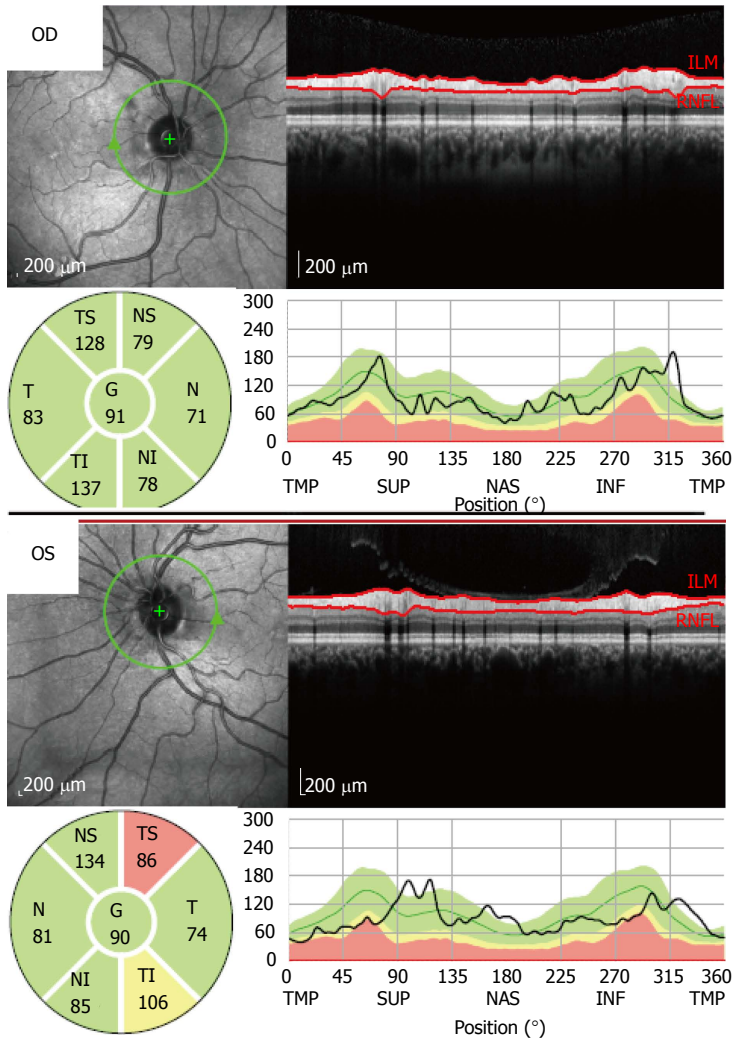 OD
ILM
RNFL
200 μm
200 μm
TS
128
NS
79
T
83
G
91
N
71
TI
137
NI
78
300
240
180
120
60
0
0 45 90 135 180 225 270 315 360
TMP SUP NAS INF TMP
Position (°)
OS
ILM
RNFL
200 μm
200 μm
NS
134
TS
86
N
81
G
90
T
74
NI
85
TI
106
300
240
180
120
60
0
0 45 90 135 180 225 270 315 360
TMP SUP NAS INF TMP
Position (°)